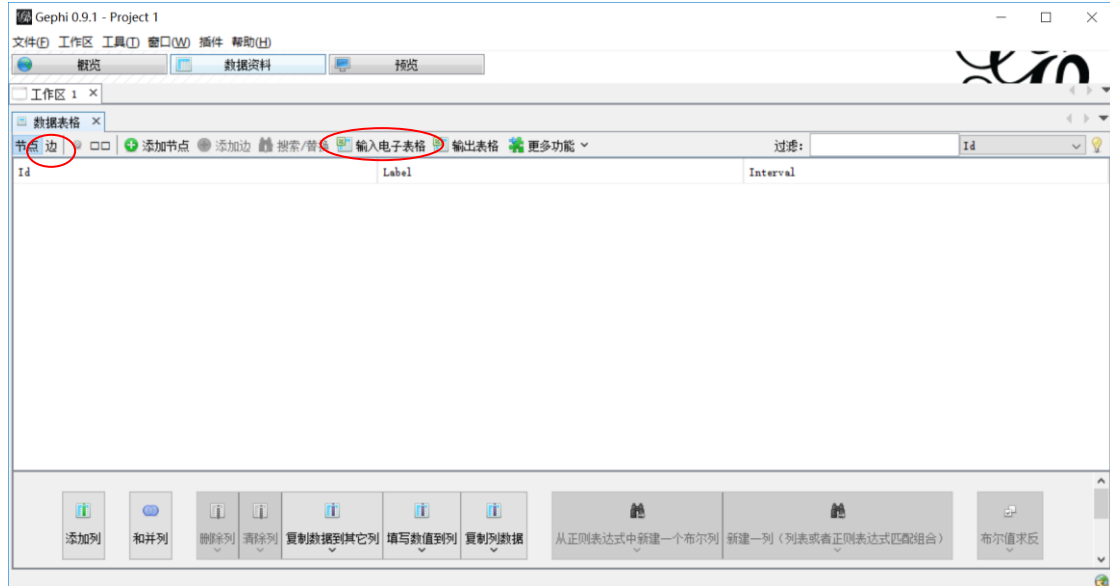 Gephi 0.9.1 - Project 1
文件(F) 工作区 工具(T) 窗口(W) 插件 帮助(H)
概览 数据资料 预览
工作区 1 ×
数据表格 ×
节点 边 添加节点 添加边 搜索/替换 输入电子表格 输出表格 更多功能 过滤: Id
Id Label Interval
添加列 和并列 删除列 清除列 复制数据到其它列 填写数值到列 复制列数据 从正则表达式中新建一个布尔列 新建一列（列表或者正则表达式匹配组合） 布尔值求反